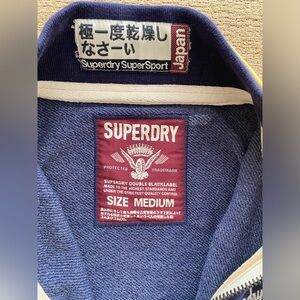 極一度乾燥し
なさーい
Superdry SuperSport
Japan
SUPERDRY
PROTECTED TRADEMARK
SUPERDRY DOUBLE BLACKLABEL
MADE TO THE HIGHEST STANDARDS AND
UNDER THE STRICTEST QUALITY CONTROL
SIZE MEDIUM